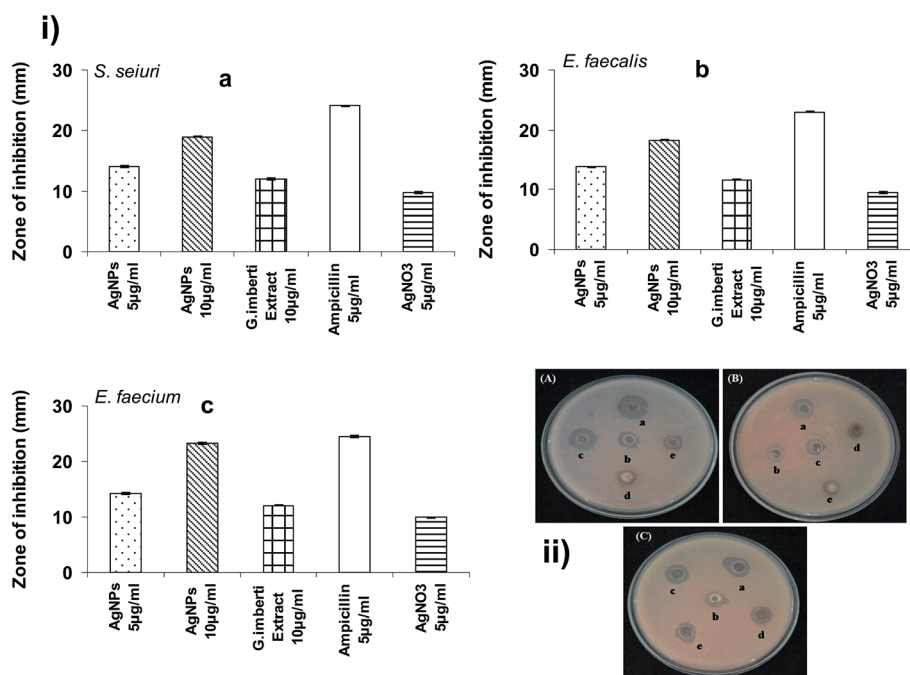 i)
S. seiuri
a
Zone of inhibition (mm)
30
20
10
0
AgNPs
5µg/ml
AgNPs
10µg/ml
G.imberti
Extract
10µg/ml
Ampicillin
5µg/ml
AgNO3
5µg/ml
E. faecalis
b
Zone of inhibition (mm)
30
20
10
0
AgNPs
5µg/ml
AgNPs
10µg/ml
G.imberti
Extract
10µg/ml
Ampicillin
5µg/ml
AgNO3
5µg/ml
E. faecium
c
Zone of inhibition (mm)
30
20
10
0
AgNPs
5µg/ml
AgNPs
10µg/ml
G.imberti
Extract
10µg/ml
Ampicillin
5µg/ml
AgNO3
5µg/ml
ii)
(A)
a
c
b
e
d
(B)
a
d
b
c
e
(C)
c
a
b
d
e